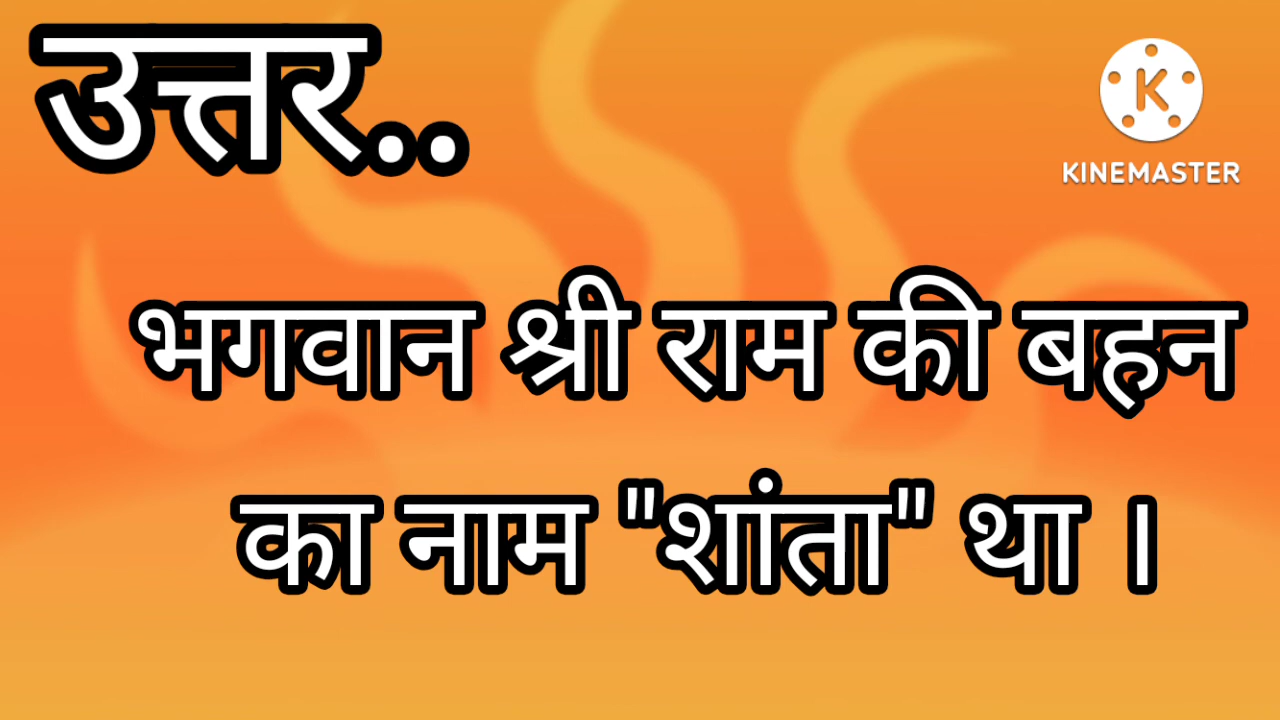 उत्तर..
KINEMASTER
भगवान श्री राम की बहन
का नाम "शांता" था ।